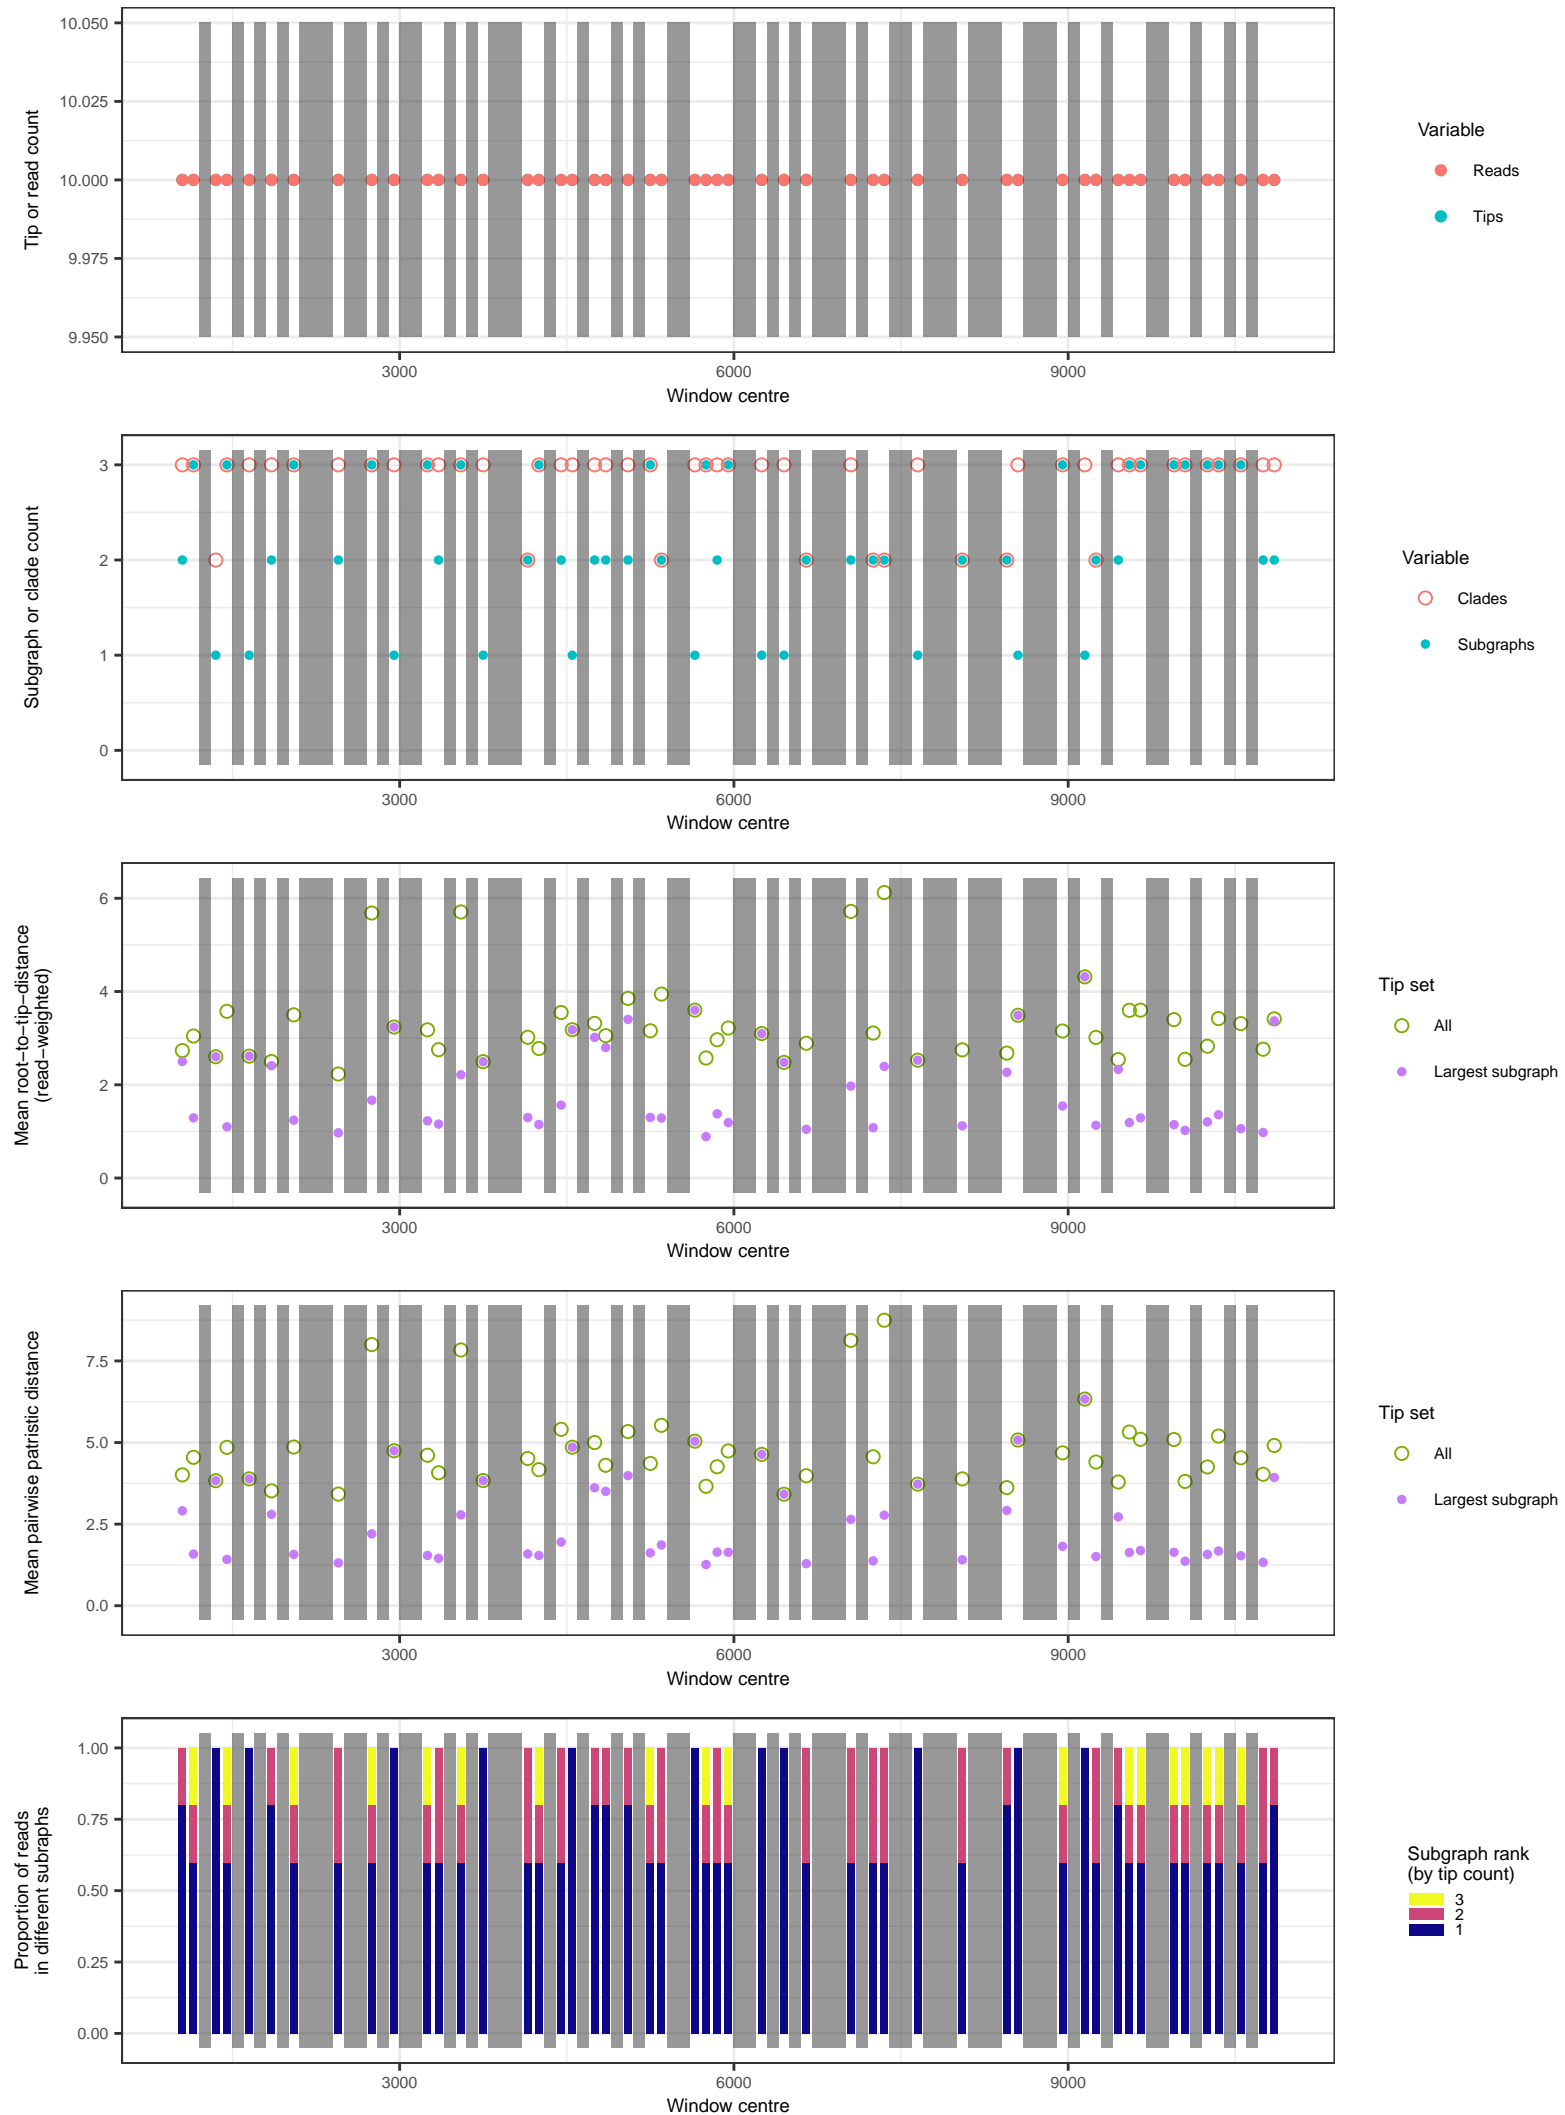 10.050
10.025
10.000
9.975
9.950
Tip or read count
3000
6000
9000
Window centre
Variable
Reads
Tips
3
2
1
0
Subgraph or clade count
3000
6000
9000
Window centre
Variable
Clades
Subgraphs
6
4
2
0
Mean root−to−tip−distance
(read−weighted)
3000
6000
9000
Window centre
Tip set
All
Largest subgraph
7.5
5.0
2.5
0.0
Mean pairwise patristic distance
3000
6000
9000
Window centre
Tip set
All
Largest subgraph
1.00
0.75
0.50
0.25
0.00
Proportion of reads
in different subraphs
3000
6000
9000
Window centre
Subgraph rank
(by tip count)
3
2
1